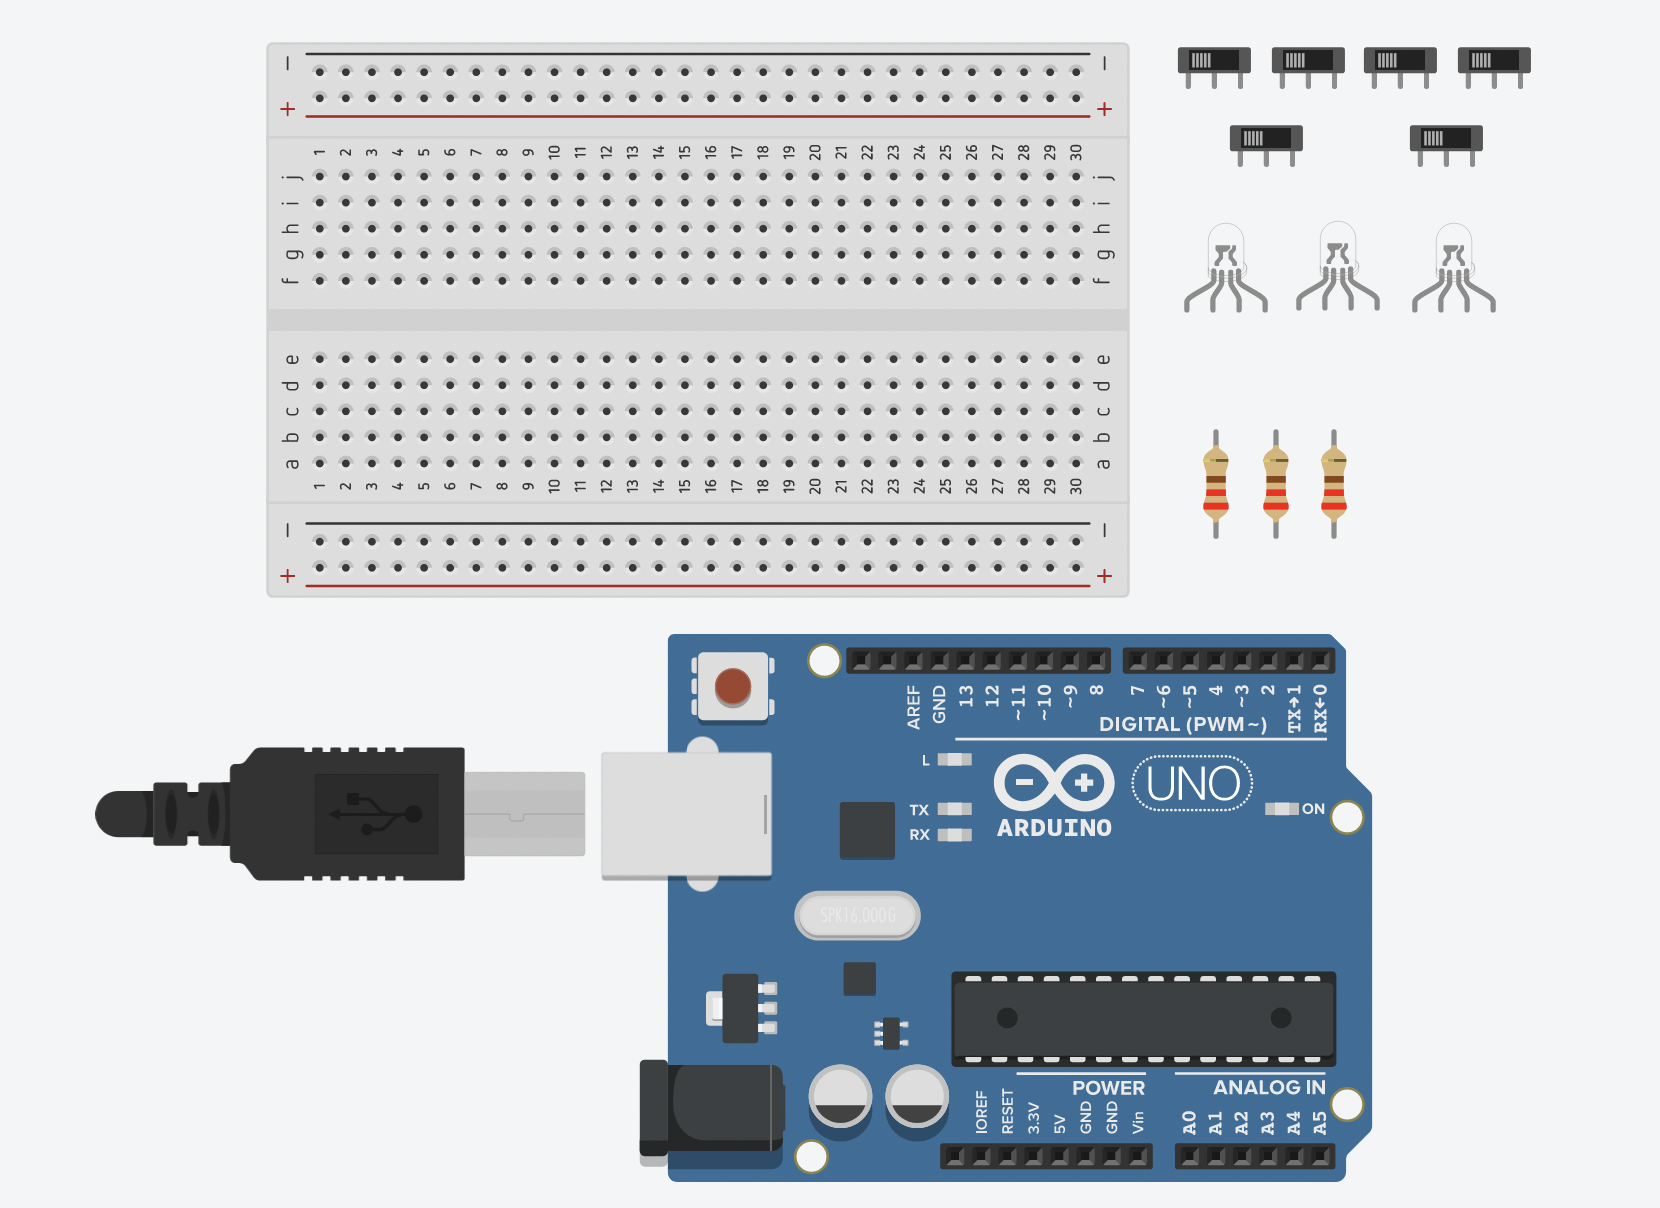 − −
+ +
1 2 3 4 5 6 7 8 9 10 11 12 13 14 15 16 17 18 19 20 21 22 23 24 25 26 27 28 29 30
j j
i i
h h
g g
f f
e e
d d
c c
b b
a a
1 2 3 4 5 6 7 8 9 10 11 12 13 14 15 16 17 18 19 20 21 22 23 24 25 26 27 28 29 30
− −
+ +
AREF GND 13 12 ~11 ~10 ~9 8 7 ~6 ~5 4 ~3 2 TX→1 RX←0
DIGITAL (PWM~)
L
UNO
TX
ON
RX
ARDUINO
SPK16.000G
POWER ANALOG IN
IOREF RESET 3.3V 5V GND GND Vin A0 A1 A2 A3 A4 A5